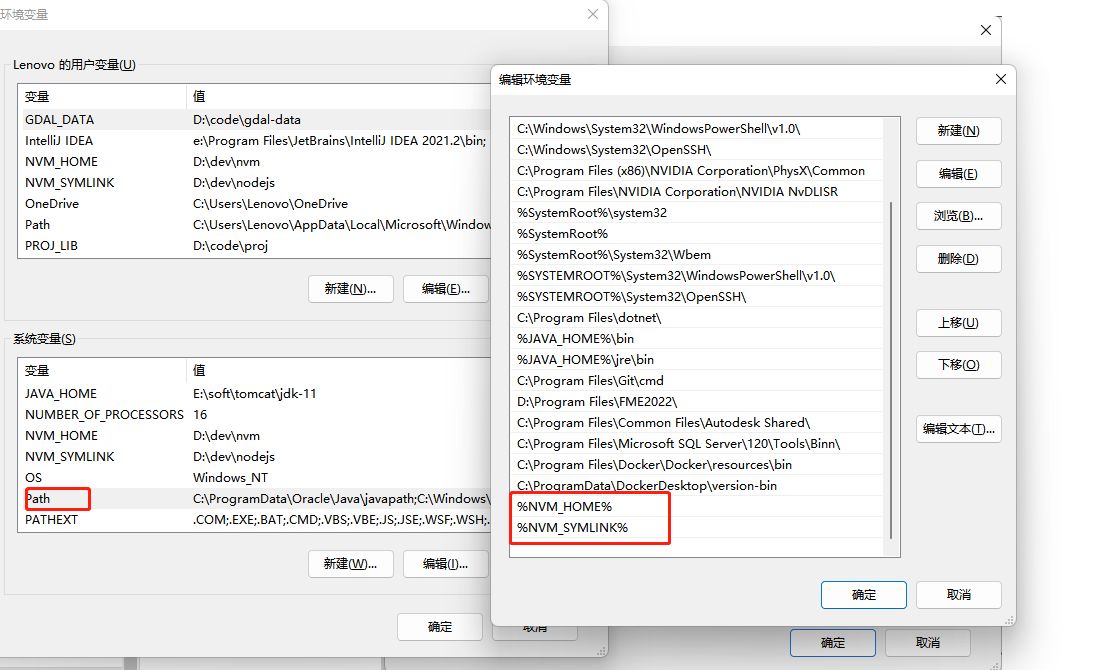 环境变量
Lenovo 的用户变量(U)
变量 值
GDAL_DATA D:\code\gdal-data
IntelliJ IDEA e:\Program Files\JetBrains\IntelliJ IDEA 2021.2\bin;
NVM_HOME D:\dev\nvm
NVM_SYMLINK D:\dev\nodejs
OneDrive C:\Users\Lenovo\OneDrive
Path C:\Users\Lenovo\AppData\Local\Microsoft\Window
PROJ_LIB D:\code\proj
新建(N)... 编辑(E)...
系统变量(S)
变量 值
JAVA_HOME E:\soft\tomcat\jdk-11
NUMBER_OF_PROCESSORS 16
NVM_HOME D:\dev\nvm
NVM_SYMLINK D:\dev\nodejs
OS Windows_NT
Path C:\ProgramData\Oracle\Java\javapath;C:\Windows\
PATHEXT .COM;.EXE;.BAT;.CMD;.VBS;.VBE;.JS;.JSE;.WSF;.WSH;.
新建(W)... 编辑(I)...
确定 取消
编辑环境变量
C:\Windows\System32\WindowsPowerShell\v1.0\
C:\Windows\System32\OpenSSH\
C:\Program Files (x86)\NVIDIA Corporation\PhysX\Common
C:\Program Files\NVIDIA Corporation\NVIDIA NvDLISR
%SystemRoot%\system32
%SystemRoot%
%SystemRoot%\System32\Wbem
%SYSTEMROOT%\System32\WindowsPowerShell\v1.0\
%SYSTEMROOT%\System32\OpenSSH\
C:\Program Files\dotnet\
%JAVA_HOME%\bin
%JAVA_HOME%\jre\bin
C:\Program Files\Git\cmd
D:\Program Files\FME2022\
C:\Program Files\Common Files\Autodesk Shared\
C:\Program Files\Microsoft SQL Server\120\Tools\Binn\
C:\Program Files\Docker\Docker\resources\bin
C:\ProgramData\DockerDesktop\version-bin
%NVM_HOME%
%NVM_SYMLINK%
新建(N)
编辑(E)
浏览(B)...
删除(D)
上移(U)
下移(O)
编辑文本(T)...
确定 取消
确定 取消